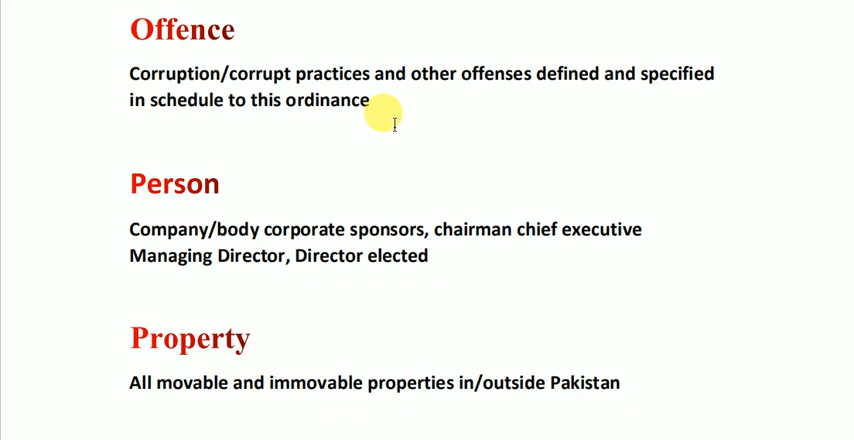 Offence
Corruption/corrupt practices and other offenses defined and specified
in schedule to this ordinance
Person
Company/body corporate sponsors, chairman chief executive
Managing Director, Director elected
Property
All movable and immovable properties in/outside Pakistan